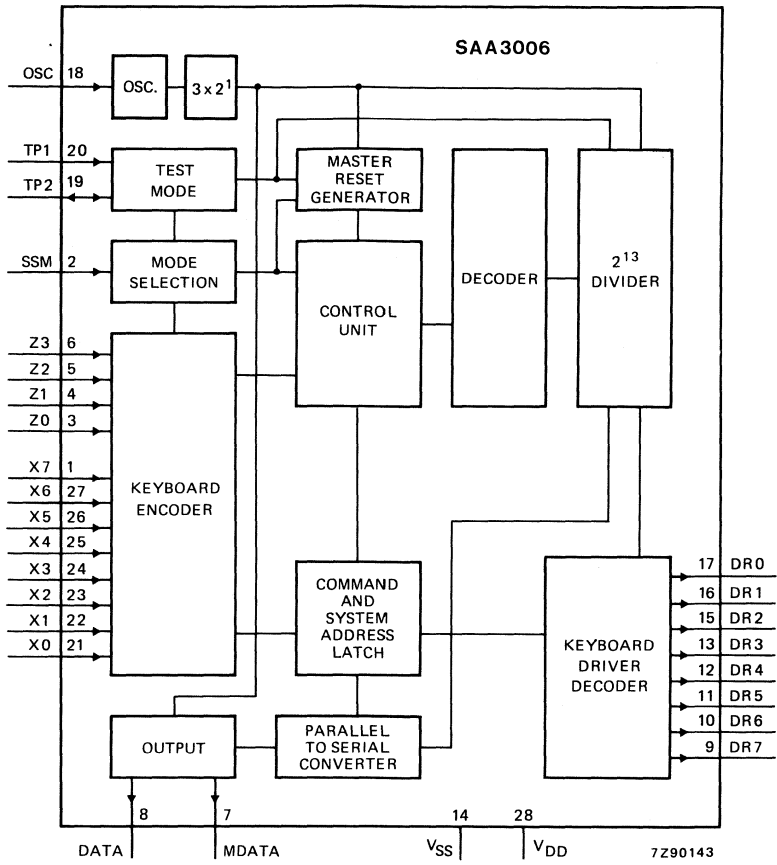 SAA3006
OSC 18
OSC.
3 x 2¹
TP1 20
TP2 19
TEST
MODE
MASTER
RESET
GENERATOR
SSM 2
MODE
SELECTION
CONTROL
UNIT
DECODER
2¹³
DIVIDER
Z3 6
Z2 5
Z1 4
Z0 3
X7 1
X6 27
X5 26
X4 25
X3 24
X2 23
X1 22
X0 21
KEYBOARD
ENCODER
COMMAND
AND
SYSTEM
ADDRESS
LATCH
KEYBOARD
DRIVER
DECODER
17 DR0
16 DR1
15 DR2
13 DR3
12 DR4
11 DR5
10 DR6
9 DR7
OUTPUT
PARALLEL
TO SERIAL
CONVERTER
8
7
14
28
DATA
MDATA
VSS
VDD
7Z90143